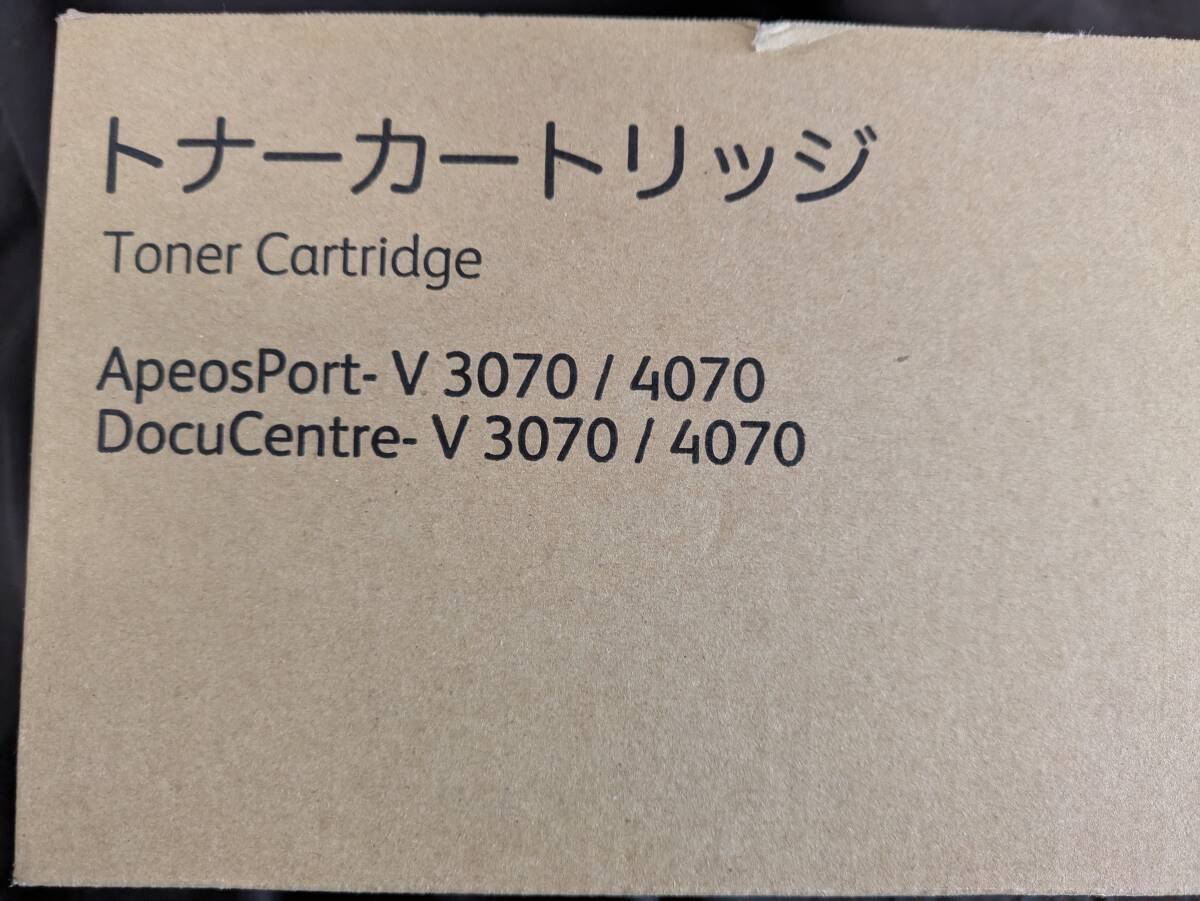 トナーカートリッジ
Toner Cartridge
ApeosPort- V 3070 / 4070
DocuCentre- V 3070 / 4070